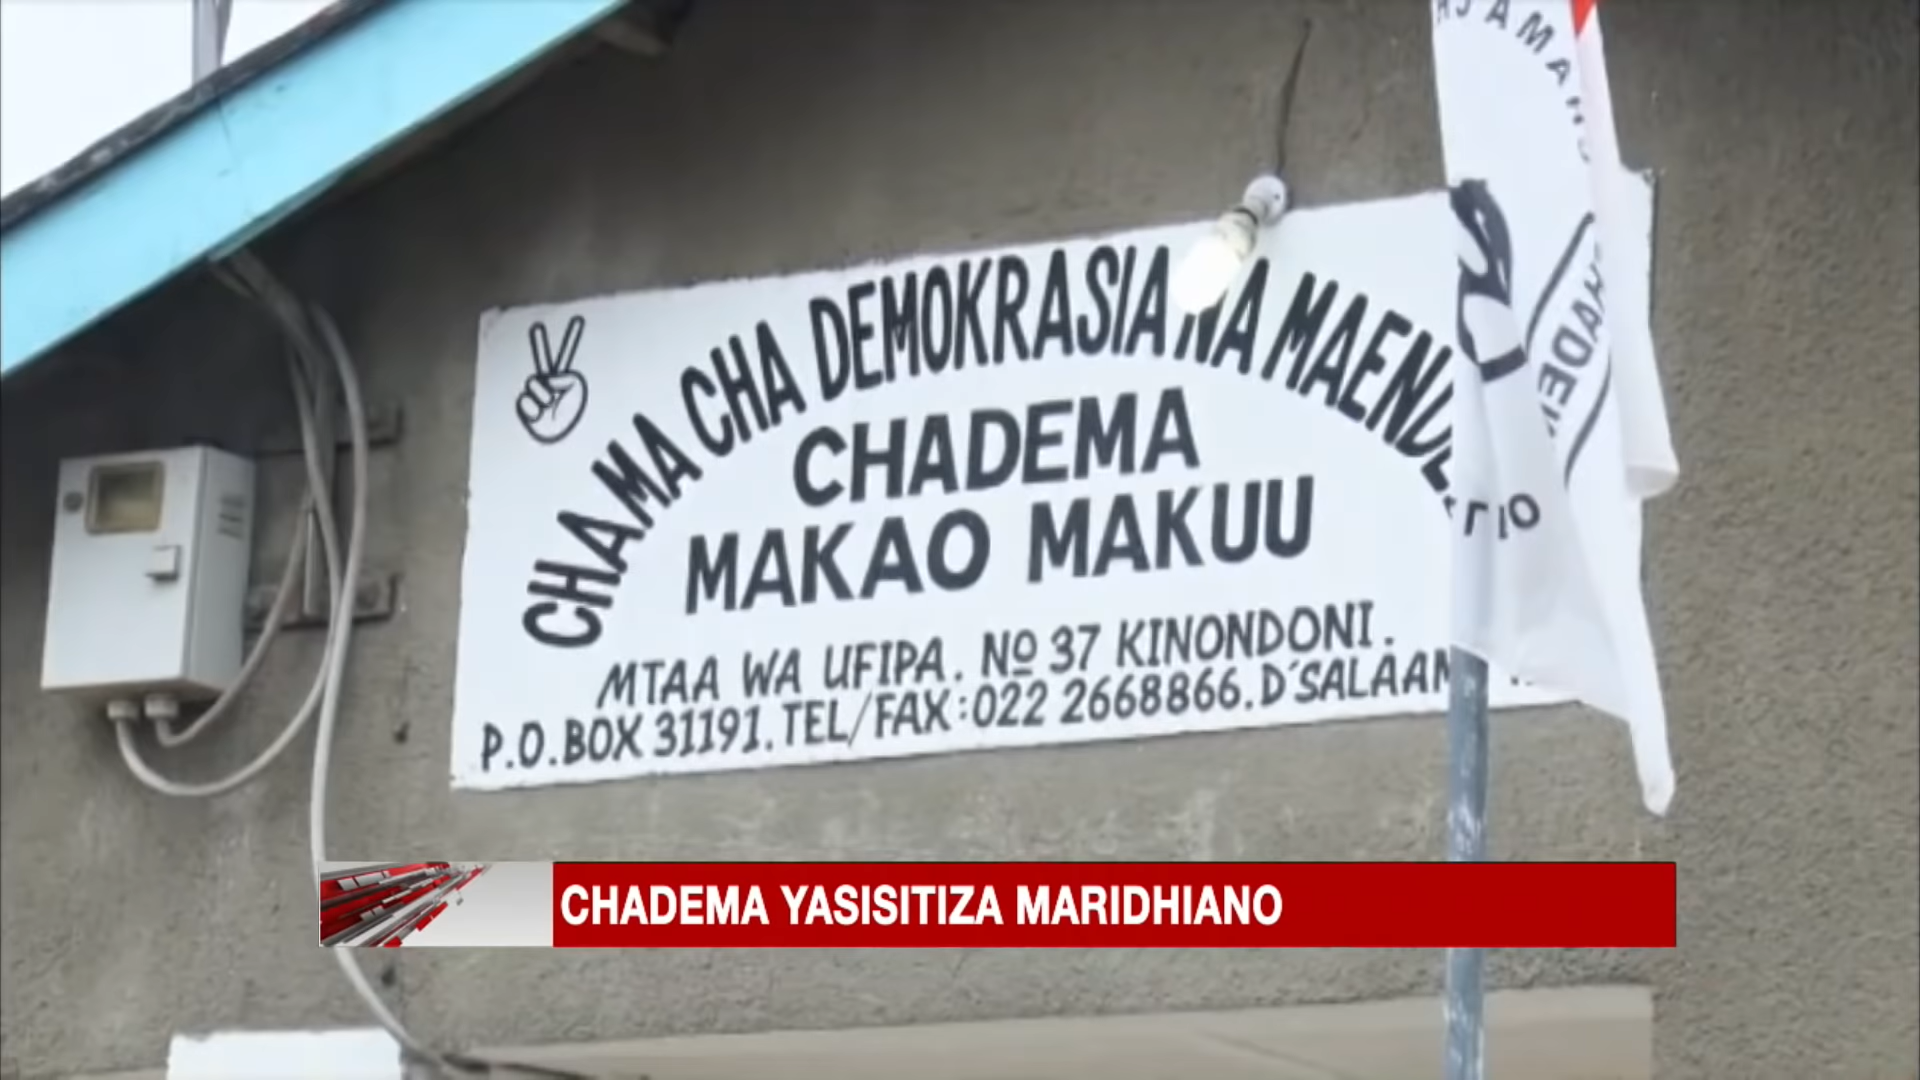 CHAMA CHA DEMOKRASIA NA
CHADEMA
MAKAO MAKUU
MTAA WA UFIPA. Nº 37 KINONDONI.
P.O. BOX 31191. TEL/FAX: 022 2668866. D'SALAAM
CHADEMA YASISITIZA MARIDHIANO